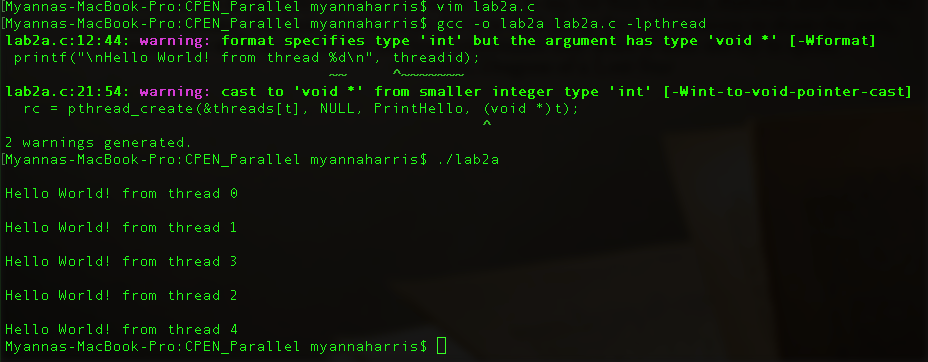 [Myannas-MacBook-Pro:CPEN_Parallel myannaharris$ vim lab2a.c
[Myannas-MacBook-Pro:CPEN_Parallel myannaharris$ gcc -o lab2a lab2a.c -lpthread
lab2a.c:12:44: warning: format specifies type 'int' but the argument has type 'void *' [-Wformat]
printf("\nHello World! from thread %d\n", threadid);
~~ ^~~~~~~~~
lab2a.c:21:54: warning: cast to 'void *' from smaller integer type 'int' [-Wint-to-void-pointer-cast]
rc = pthread_create(&threads[t], NULL, PrintHello, (void *)t);
^
2 warnings generated.
[Myannas-MacBook-Pro:CPEN_Parallel myannaharris$ ./lab2a
Hello World! from thread 0
Hello World! from thread 1
Hello World! from thread 3
Hello World! from thread 2
Hello World! from thread 4
Myannas-MacBook-Pro:CPEN_Parallel myannaharris$